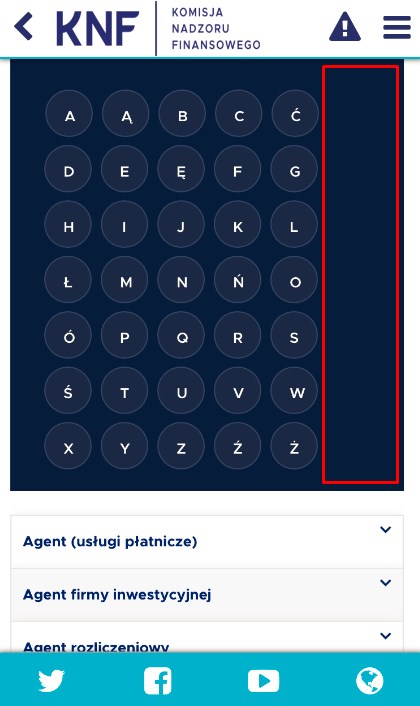 KNF
KOMISJA
NADZORU
FINANSOWEGO
A Ą B C Ć
D E Ę F G
H I J K L
Ł M N Ń O
Ó P Q R S
Ś T U V W
X Y Z Ź Ż
Agent (usługi płatnicze)
Agent firmy inwestycyjnej
Agent rozliczeniowy